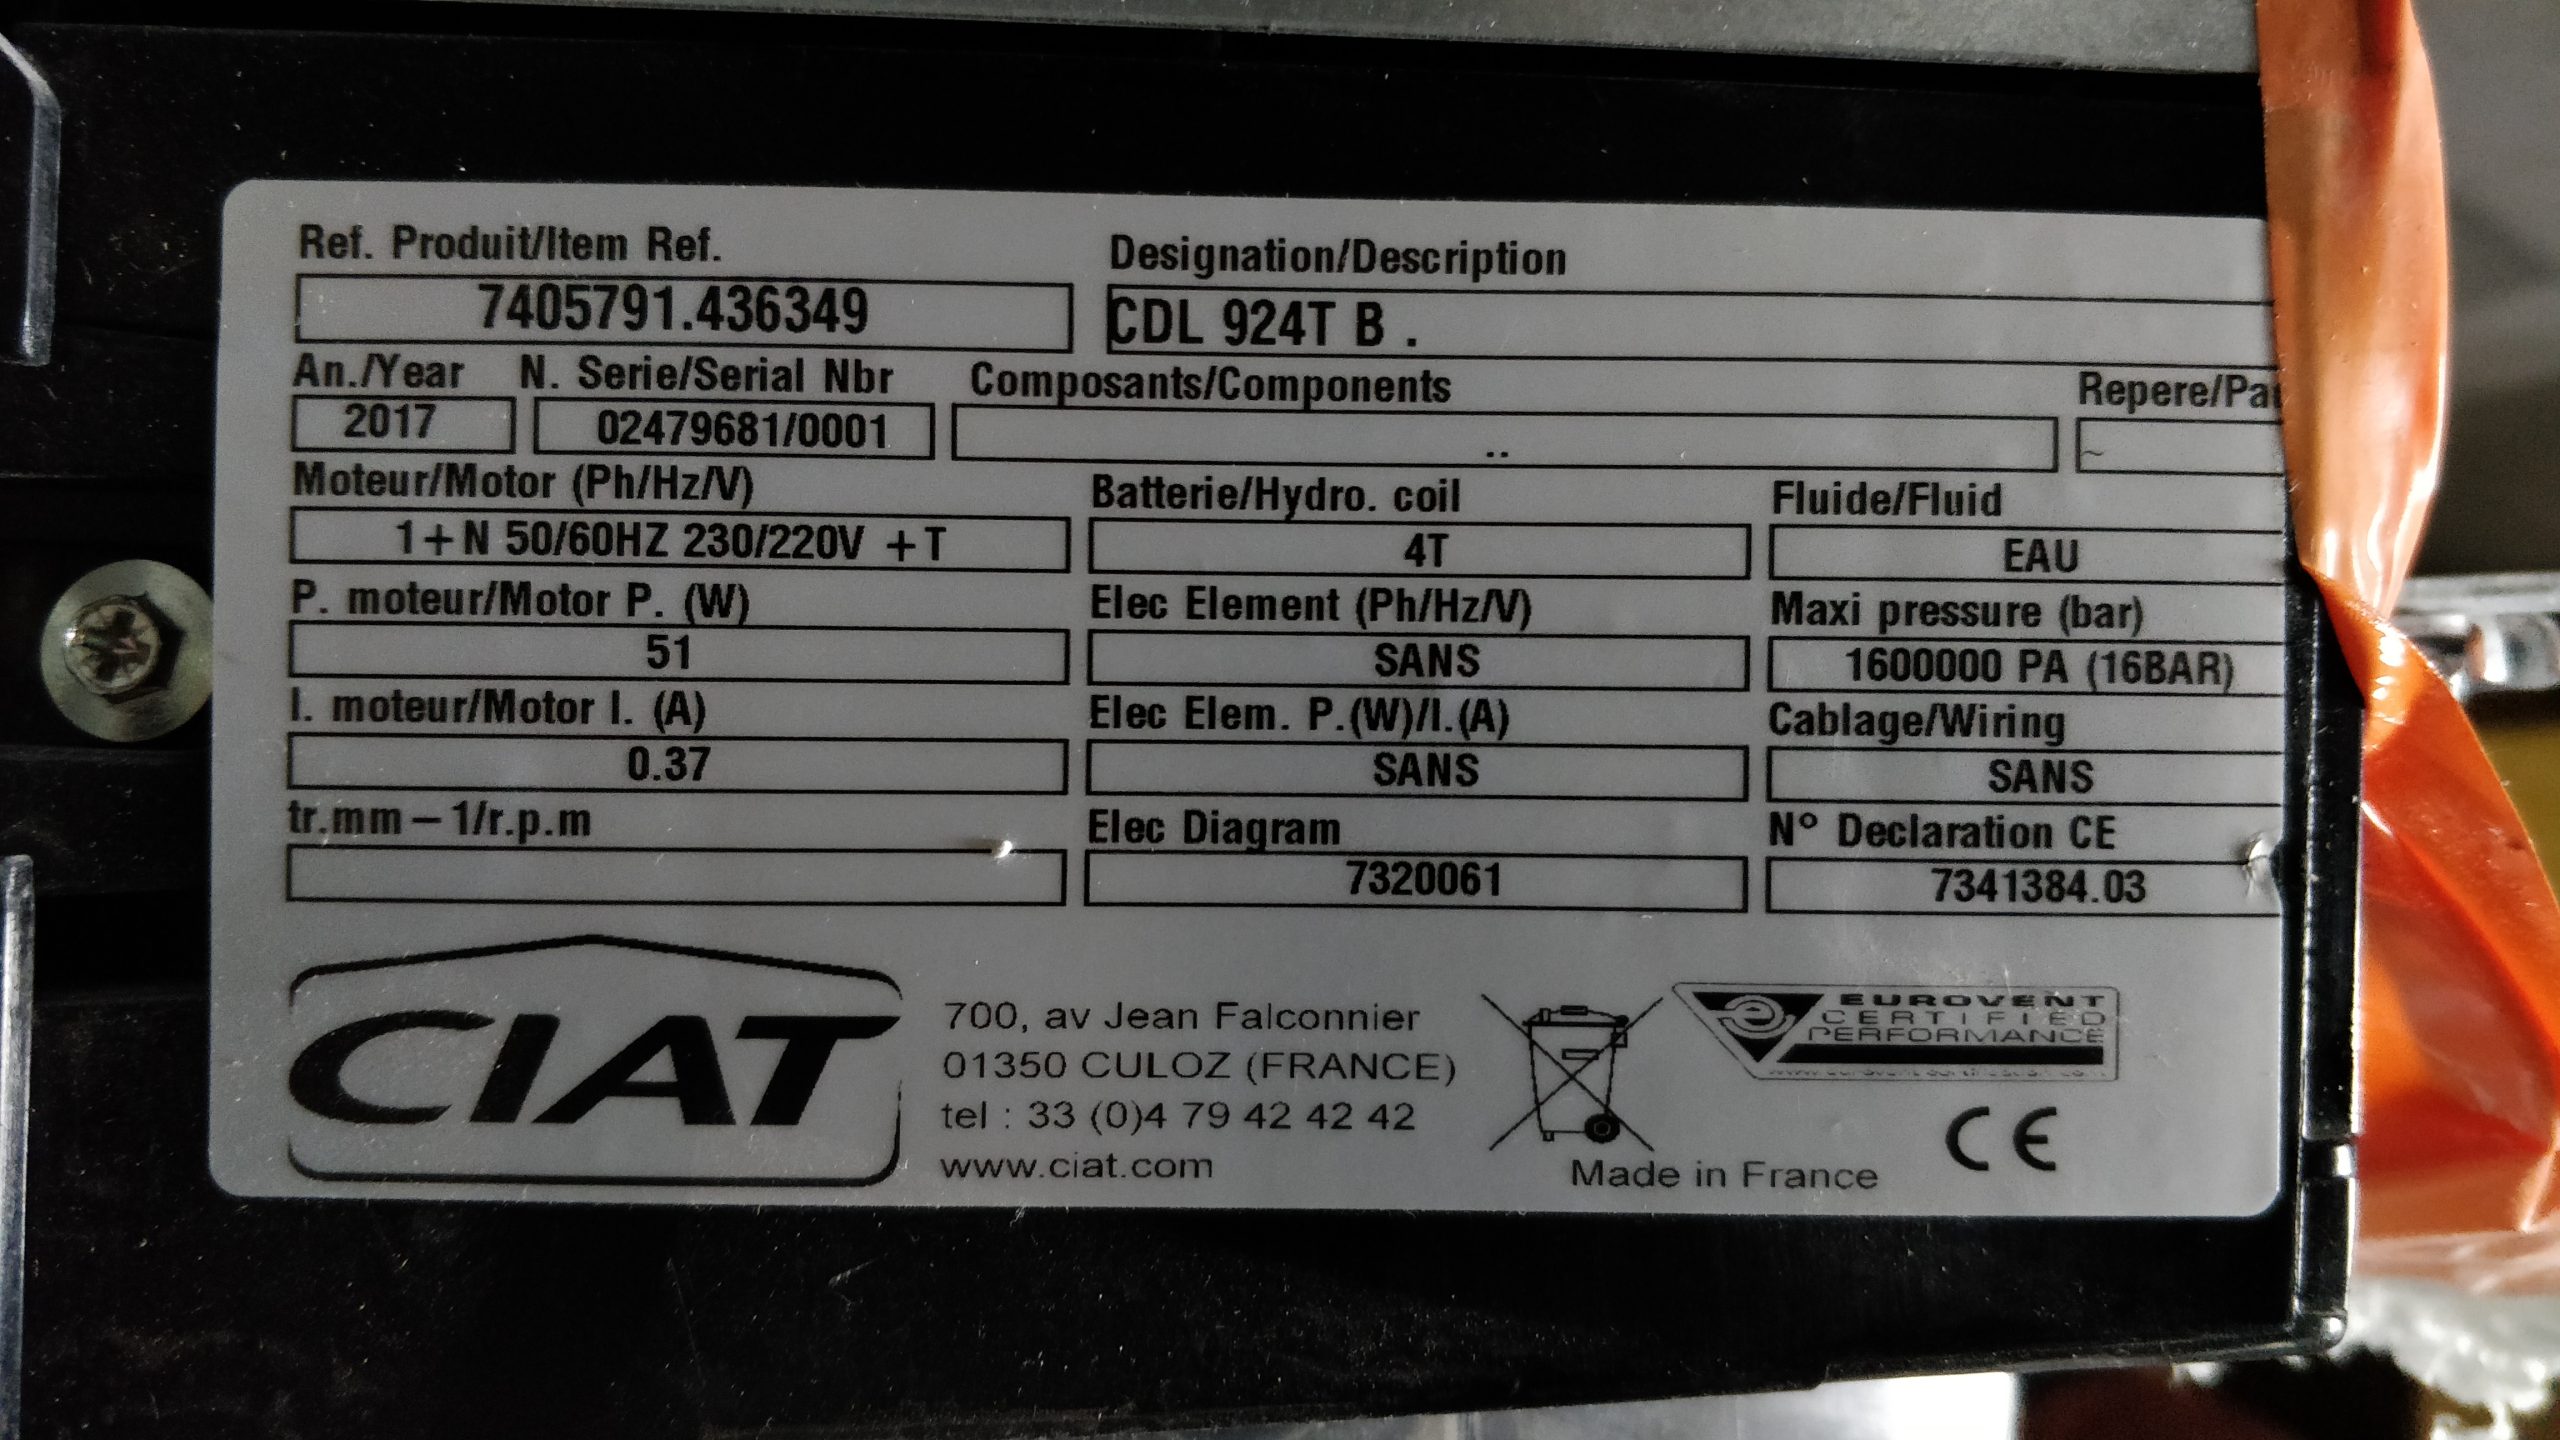 Ref. Produit/Item Ref.
Designation/Description
7405791.436349
CDL 924T B .
An./Year
N. Serie/Serial Nbr
Composants/Components
Repere/Pa
2017
02479681/0001
..
~
Moteur/Motor (Ph/Hz/V)
Batterie/Hydro. coil
Fluide/Fluid
1+N 50/60HZ 230/220V +T
4T
EAU
P. moteur/Motor P. (W)
Elec Element (Ph/Hz/V)
Maxi pressure (bar)
51
SANS
1600000 PA (16BAR)
I. moteur/Motor I. (A)
Elec Elem. P.(W)/I.(A)
Cablage/Wiring
0.37
SANS
SANS
tr.mm–1/r.p.m
Elec Diagram
N° Declaration CE
7320061
7341384.03
CIAT
700, av Jean Falconnier
01350 CULOZ (FRANCE)
tel : 33 (0)4 79 42 42 42
www.ciat.com
EUROVENT
CERTIFIED
PERFORMANCE
Made in France
CE